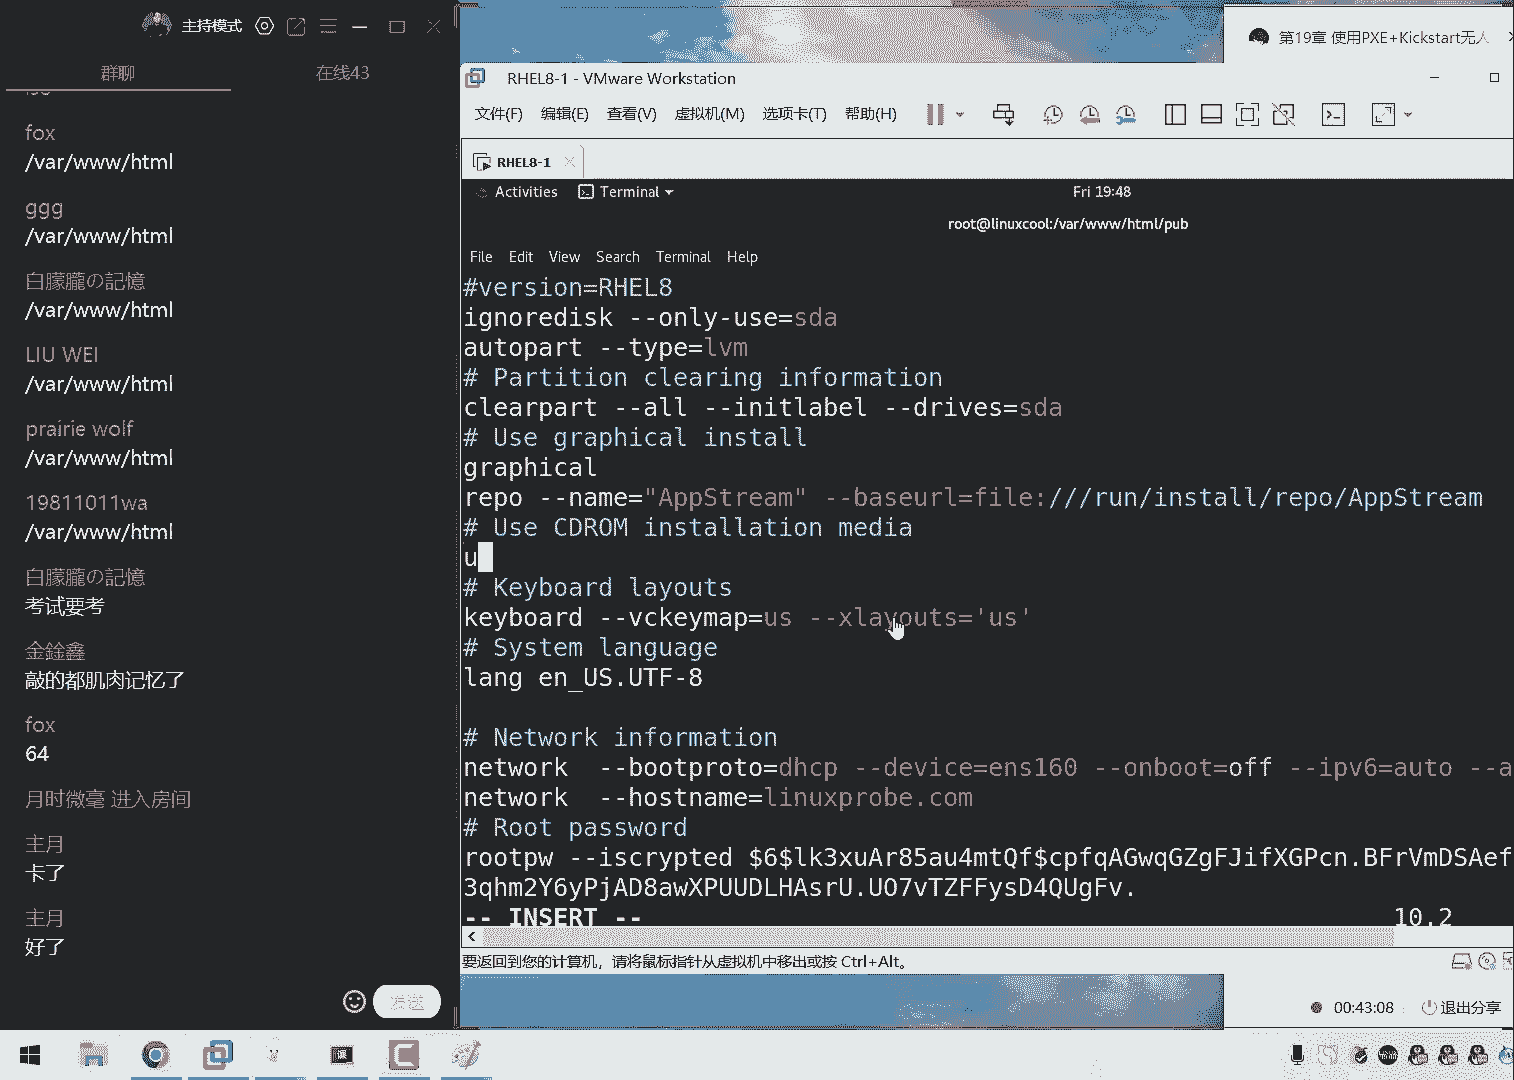 主持模式
群聊
在线43
fox
/var/www/html
ggg
/var/www/html
白朦朧の記憶
/var/www/html
LIU WEI
/var/www/html
prairie wolf
/var/www/html
19811011wa
/var/www/html
白朦朧の記憶
考试要考
金鍂鑫
敲的都肌肉记忆了
fox
64
月时微毫 进入房间
主月
卡了
主月
好了
发送
第19章 使用PXE+Kickstart无人
RHEL8-1 - VMware Workstation
文件(F) 编辑(E) 查看(V) 虚拟机(M) 选项卡(T) 帮助(H)
RHEL8-1
Activities Terminal Fri 19:48
root@linuxcool:/var/www/html/pub
File Edit View Search Terminal Help
#version=RHEL8
ignoredisk --only-use=sda
autopart --type=lvm
# Partition clearing information
clearpart --all --initlabel --drives=sda
# Use graphical install
graphical
repo --name="AppStream" --baseurl=file:///run/install/repo/AppStream
# Use CDROM installation media
u
# Keyboard layouts
keyboard --vckeymap=us --xlayouts='us'
# System language
lang en_US.UTF-8
# Network information
network  --bootproto=dhcp --device=ens160 --onboot=off --ipv6=auto --a
network  --hostname=linuxprobe.com
# Root password
rootpw --iscrypted $6$lk3xuAr85au4mtQf$cpfqAGwqGZgFJifXGPcn.BFrVmDSAef
3qhm2Y6yPjAD8awXPUUDLHAsrU.UO7vTZFFysD4QUgFv.
-- INSERT -- 10,2
要返回到您的计算机，请将鼠标指针从虚拟机中移出或按 Ctrl+Alt。
00:43:08 退出分享